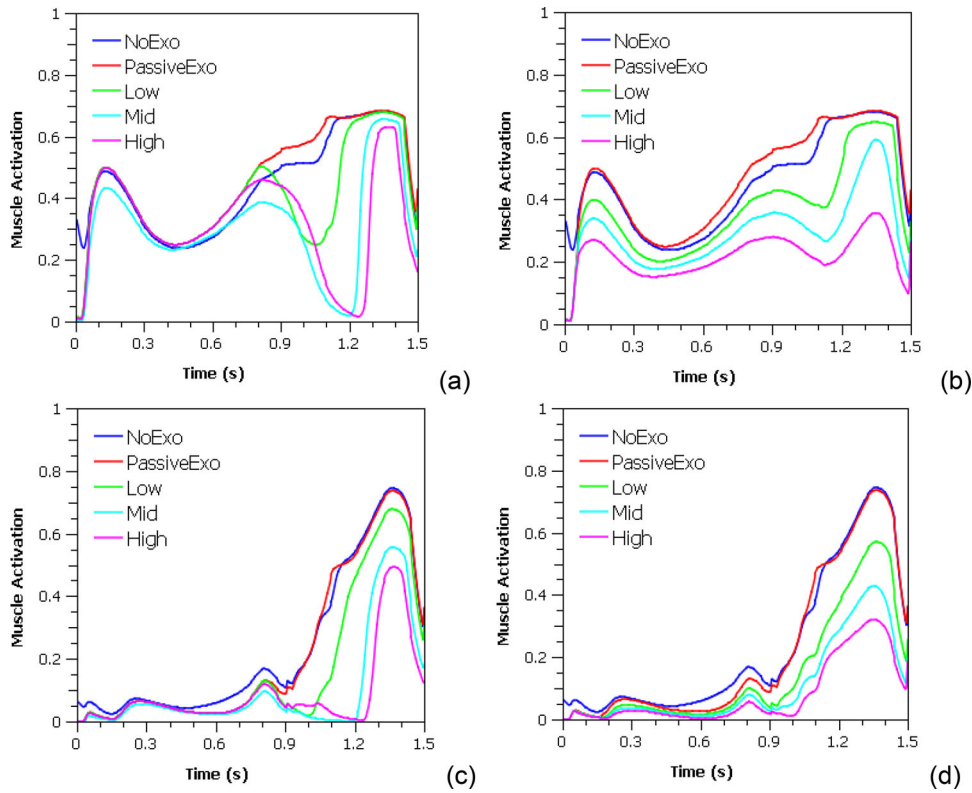 1
0.8
0.6
0.4
0.2
0
Muscle Activation
NoExo
PassiveExo
Low
Mid
High
0 0.3 0.6 0.9 1.2 1.5
Time (s)
(a)
1
0.8
0.6
0.4
0.2
0
Muscle Activation
NoExo
PassiveExo
Low
Mid
High
0 0.3 0.6 0.9 1.2 1.5
Time (s)
(b)
1
0.8
0.6
0.4
0.2
0
Muscle Activation
NoExo
PassiveExo
Low
Mid
High
0 0.3 0.6 0.9 1.2 1.5
Time (s)
(c)
1
0.8
0.6
0.4
0.2
0
Muscle Activation
NoExo
PassiveExo
Low
Mid
High
0 0.3 0.6 0.9 1.2 1.5
Time (s)
(d)